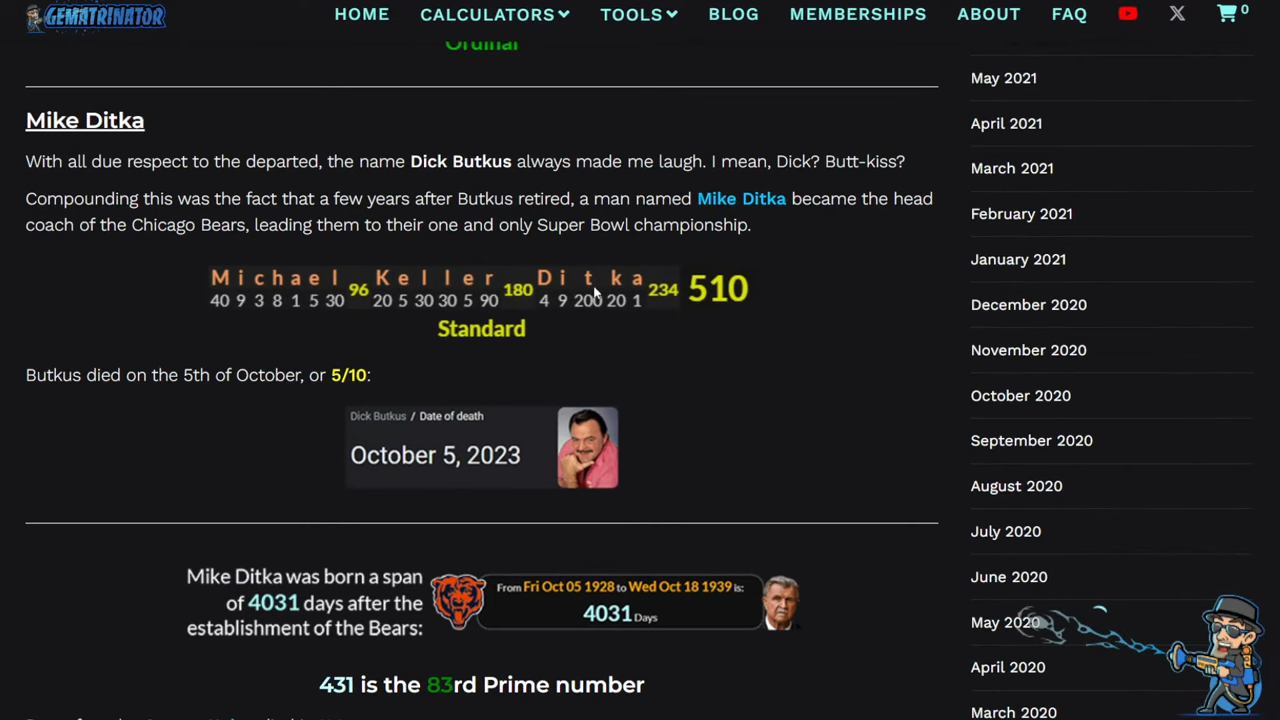 GEMATRINATOR
HOME CALCULATORS TOOLS BLOG MEMBERSHIPS ABOUT FAQ 0
Ordinal
Mike Ditka
With all due respect to the departed, the name Dick Butkus always made me laugh. I mean, Dick? Butt-kiss?
Compounding this was the fact that a few years after Butkus retired, a man named Mike Ditka became the head
coach of the Chicago Bears, leading them to their one and only Super Bowl championship.
M i c h a e l 96 K e l l e r 180 D i t k a 234 510
40 9 3 8 1 5 30 20 5 30 30 5 90 4 9 200 20 1
Standard
Butkus died on the 5th of October, or 5/10:
Dick Butkus / Date of death
October 5, 2023
Mike Ditka was born a span
of 4031 days after the
establishment of the Bears:
From Fri Oct 05 1928 to Wed Oct 18 1939 is:
4031 Days
431 is the 83rd Prime number
May 2021
April 2021
March 2021
February 2021
January 2021
December 2020
November 2020
October 2020
September 2020
August 2020
July 2020
June 2020
May 2020
April 2020
March 2020